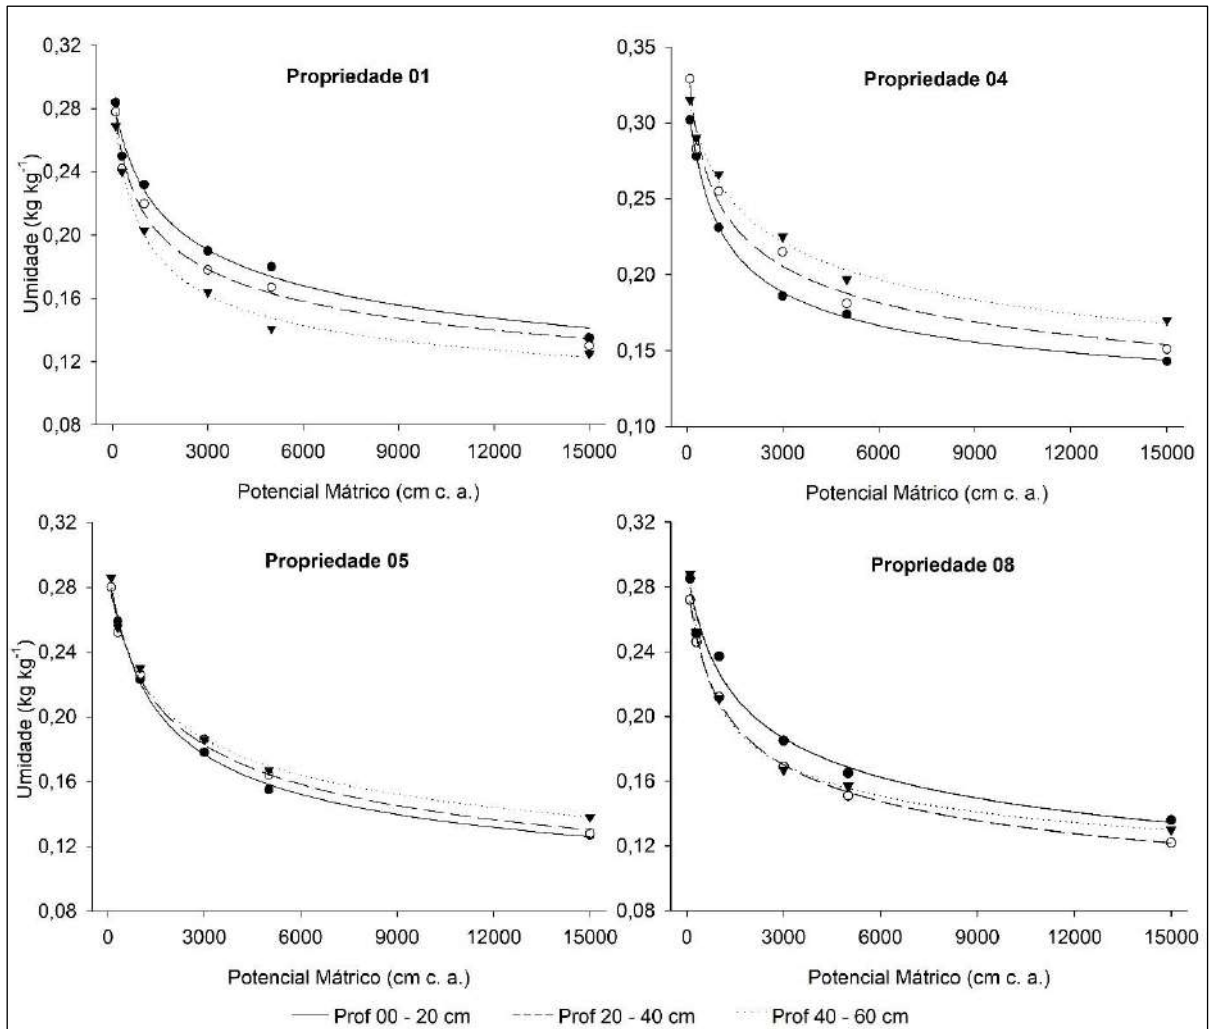 Propriedade 01
Umidade (kg kg⁻¹)
0,32
0,28
0,24
0,20
0,16
0,12
0,08
0 3000 6000 9000 12000 15000
Potencial Mátrico (cm c. a.)
Propriedade 04
0,35
0,30
0,25
0,20
0,15
0,10
0 3000 6000 9000 12000 15000
Potencial Mátrico (cm c. a.)
Propriedade 05
Umidade (kg kg⁻¹)
0,32
0,28
0,24
0,20
0,16
0,12
0,08
0 3000 6000 9000 12000 15000
Potencial Mátrico (cm c. a.)
Propriedade 08
0,32
0,28
0,24
0,20
0,16
0,12
0,08
0 3000 6000 9000 12000 15000
Potencial Mátrico (cm c. a.)
Prof 00 - 20 cm Prof 20 - 40 cm Prof 40 - 60 cm